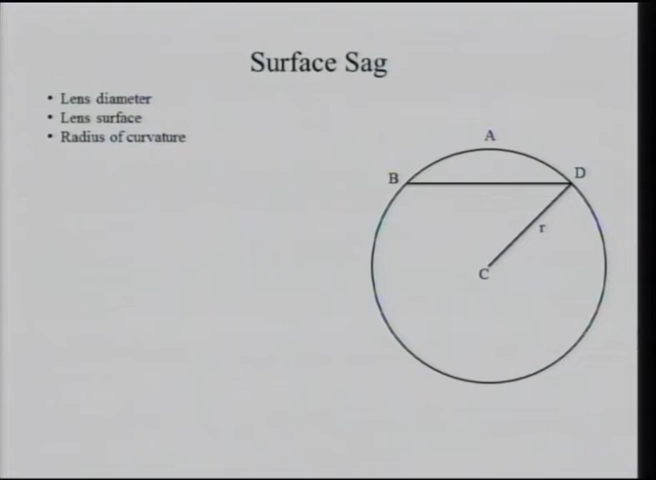 Surface Sag
• Lens diameter
• Lens surface
• Radius of curvature
A
B
D
r
C